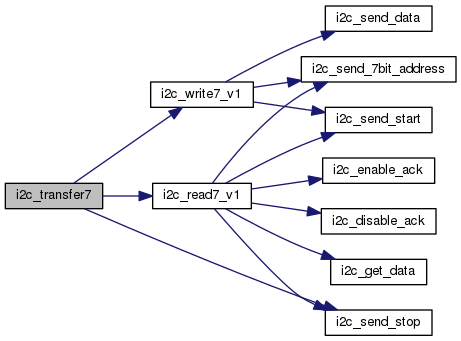 i2c_send_data
i2c_send_7bit_address
i2c_write7_v1
i2c_send_start
i2c_enable_ack
i2c_transfer7
i2c_read7_v1
i2c_disable_ack
i2c_get_data
i2c_send_stop